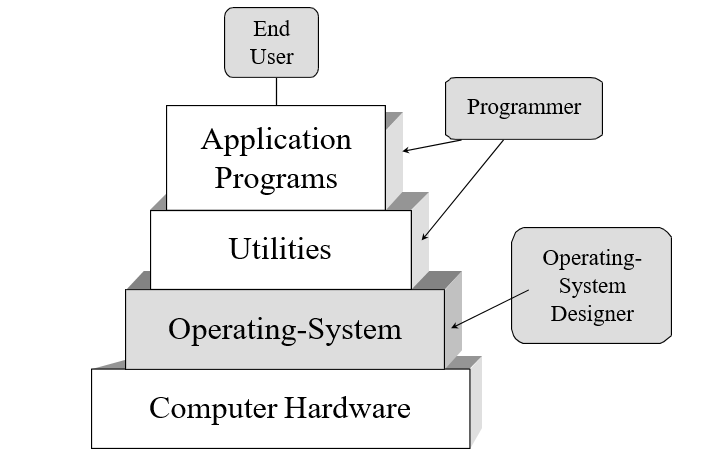 End
User
Programmer
Application
Programs
Utilities
Operating-
System
Designer
Operating-System
Computer Hardware